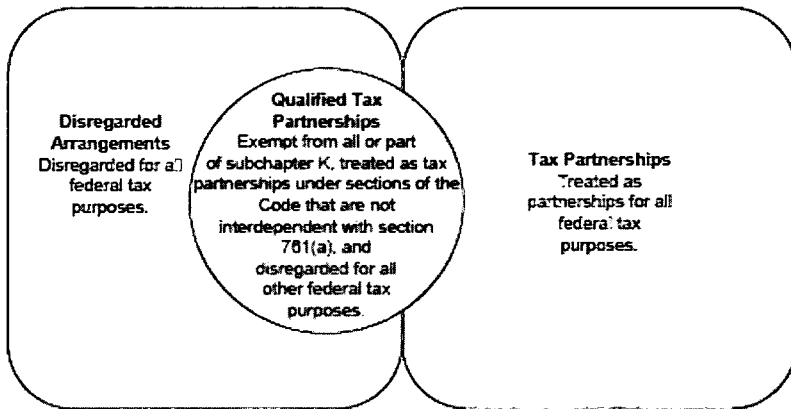 Disregarded
Arrangements
Disregarded for all
federal tax
purposes.
Qualified Tax
Partnerships
Exempt from all or part
of subchapter K, treated as tax
partnerships under sections of the
Code that are not
interdependent with section
761(a), and
disregarded for all
other federal tax
purposes.
Tax Partnerships
Treated as
partnerships for all
federal tax
purposes.